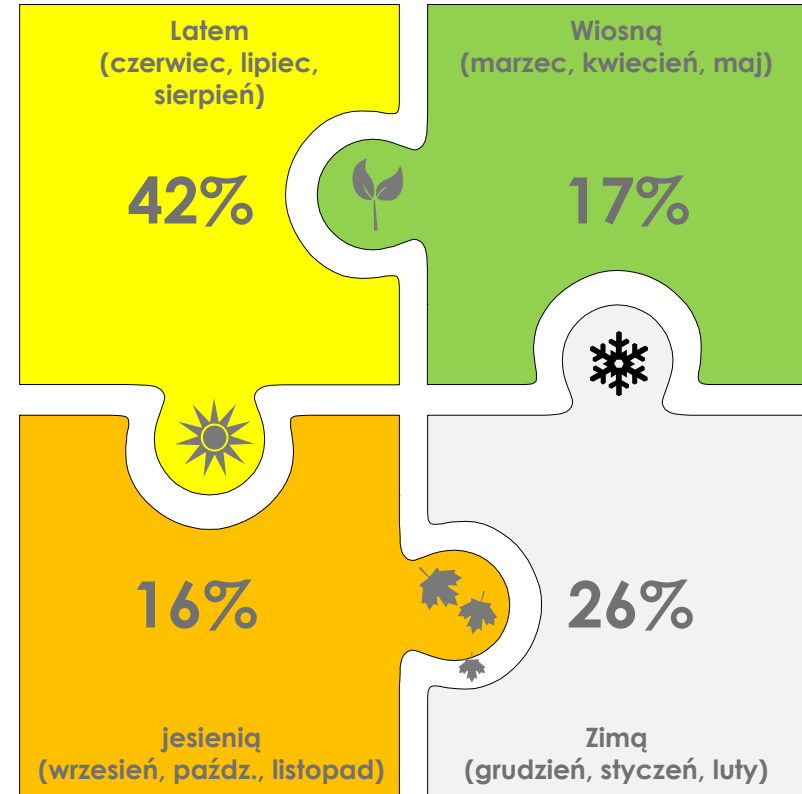 Latem
(czerwiec, lipiec,
sierpień)
42%
Wiosną
(marzec, kwiecień, maj)
17%
16%
jesienią
(wrzesień, paźdz., listopad)
26%
Zimą
(grudzień, styczeń, luty)